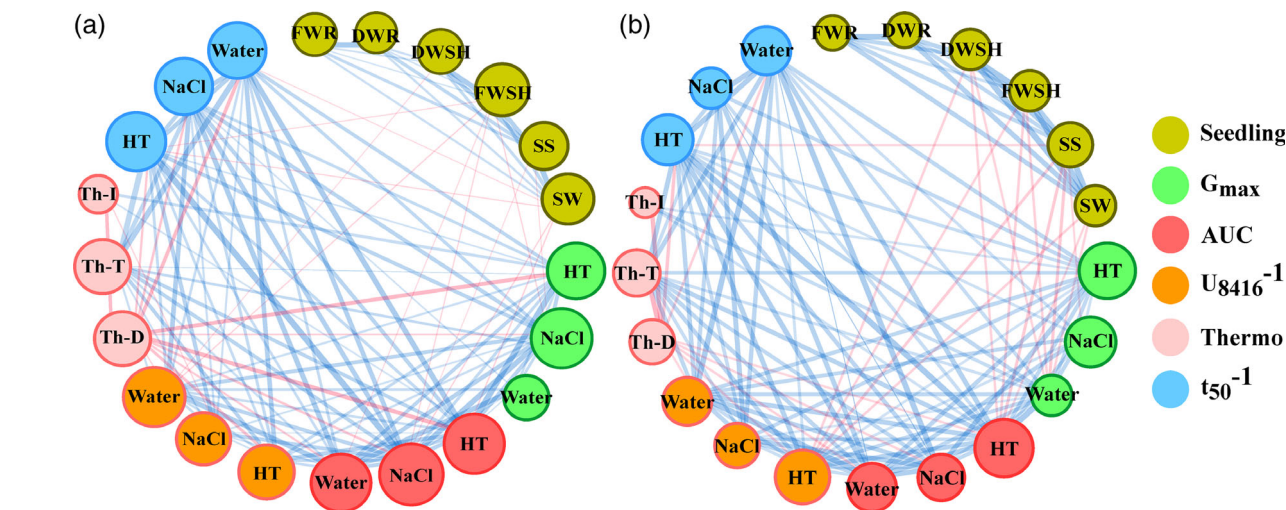 (a)
Water
FWR
DWR
DWSH
FWSH
SS
SW
HT
NaCl
Water
HT
NaCl
Water
HT
NaCl
Water
Th-D
Th-T
Th-I
HT
NaCl
(b)
Water
FWR
DWR
DWSH
FWSH
SS
SW
HT
NaCl
Water
HT
NaCl
Water
HT
NaCl
Water
Th-D
Th-T
Th-I
HT
NaCl
Seedling
Gmax
AUC
U8416-1
Thermo
t50-1